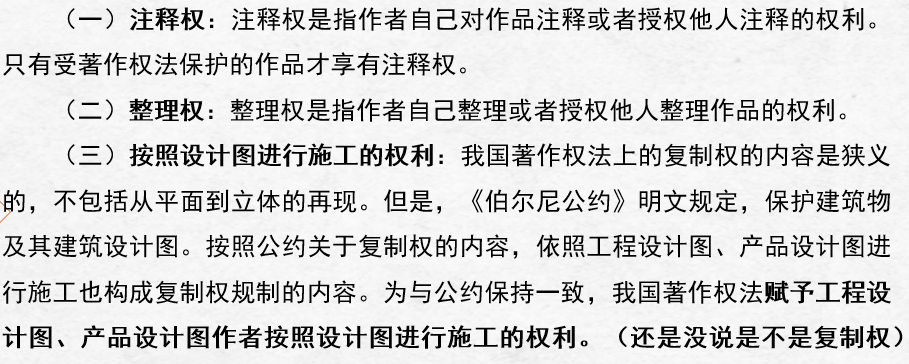 （一）注释权：注释权是指作者自己对作品注释或者授权他人注释的权利。
只有受著作权法保护的作品才享有注释权。
（二）整理权：整理权是指作者自己整理或者授权他人整理作品的权利。
（三）按照设计图进行施工的权利：我国著作权法上的复制权的内容是狭义
的，不包括从平面到立体的再现。但是，《伯尔尼公约》明文规定，保护建筑物
及其建筑设计图。按照公约关于复制权的内容，依照工程设计图、产品设计图进
行施工也构成复制权规制的内容。为与公约保持一致，我国著作权法赋予工程设
计图、产品设计图作者按照设计图进行施工的权利。（还是没说是不是复制权）